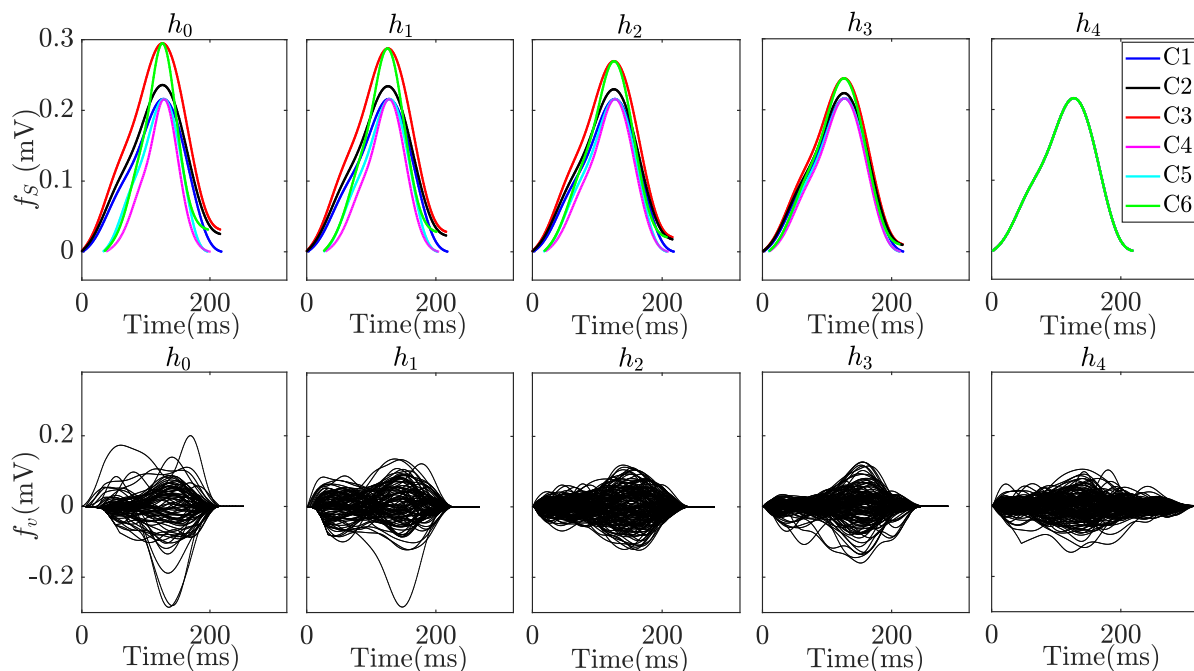 h₀ h₁ h₂ h₃ h₄
f_S (mV)
0.3
0.2
0.1
0
C1
C2
C3
C4
C5
C6
0 200 0 200 0 200 0 200 0 200
Time(ms) Time(ms) Time(ms) Time(ms) Time(ms)
h₀ h₁ h₂ h₃ h₄
f_v (mV)
0.2
0
-0.2
0 200 0 200 0 200 0 200 0 200
Time(ms) Time(ms) Time(ms) Time(ms) Time(ms)